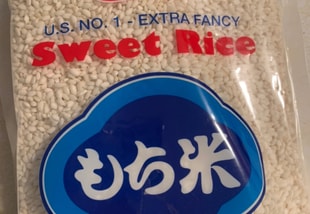 U.S. NO. 1 - EXTRA FANCY
Sweet Rice
もち米